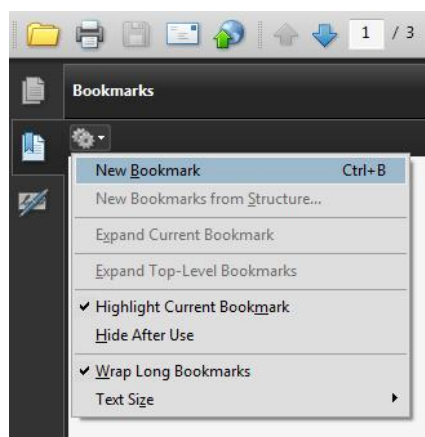 1 / 3
Bookmarks
New Bookmark Ctrl+B
New Bookmarks from Structure...
Expand Current Bookmark
Expand Top-Level Bookmarks
Highlight Current Bookmark
Hide After Use
Wrap Long Bookmarks
Text Size